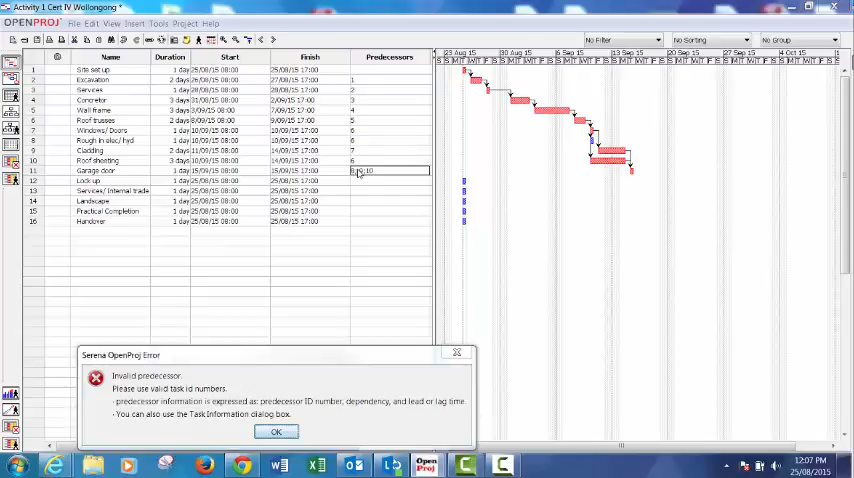 Activity 1 Cert IV Wollongong *
OPENPROJ File Edit View Insert Tools Project Help
No Filter No Sorting No Group
Name Duration Start Finish Predecessors
23 Aug 15 30 Aug 15 6 Sep 15 13 Sep 15 20 Sep 15 27 Sep 15 4 Oct 15
1 Site set up 1 day 25/08/15 08:00 25/08/15 17:00
2 Excavation 2 days 26/08/15 08:00 27/08/15 17:00 1
3 Services 1 day 28/08/15 08:00 28/08/15 17:00 2
4 Concretor 3 days 31/08/15 08:00 2/09/15 17:00 3
5 Wall frame 3 days 3/09/15 08:00 7/09/15 17:00 4
6 Roof trusses 2 days 8/09/15 08:00 9/09/15 17:00 5
7 Windows/ Doors 1 day 10/09/15 08:00 10/09/15 17:00 6
8 Rough in elec/ hyd 1 day 10/09/15 08:00 10/09/15 17:00 6
9 Cladding 2 days 11/09/15 08:00 14/09/15 17:00 7
10 Roof sheeting 3 days 10/09/15 08:00 14/09/15 17:00 6
11 Garage door 1 day 15/09/15 08:00 15/09/15 17:00
12 Lock up 1 day 25/08/15 08:00 25/08/15 17:00
13 Services/ Internal trade 1 day 25/08/15 08:00 25/08/15 17:00
14 Landscape 1 day 25/08/15 08:00 25/08/15 17:00
15 Practical Completion 1 day 25/08/15 08:00 25/08/15 17:00
16 Handover 1 day 25/08/15 08:00 25/08/15 17:00
Serena OpenProj Error
Invalid predecessor.
Please use valid task id numbers.
- predecessor information is expressed as: predecessor ID number, dependency, and lead or lag time.
- You can also use the Task Information dialog box.
OK
Open
Proj
12:07 PM
25/08/2015